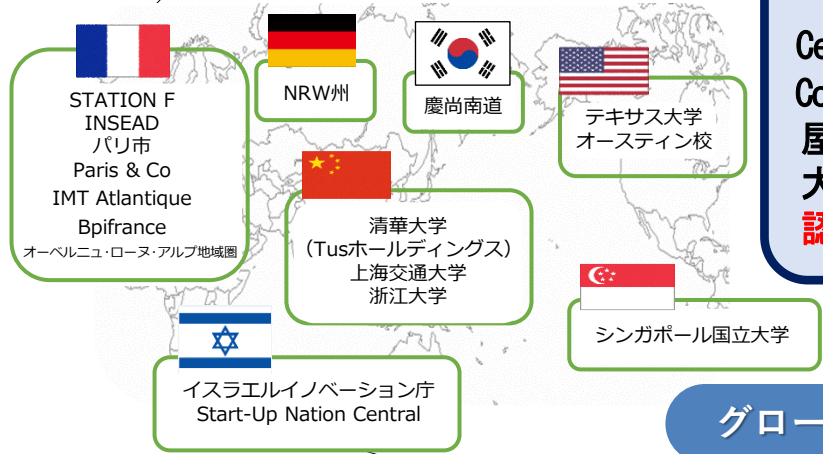 STATION F
INSEAD
パリ市
Paris & Co
IMT Atlantique
Bpifrance
オーベルニュ・ローヌ・アルプ地域圏
NRW州
慶尚南道
テキサス大学
オースティン校
清華大学
（Tusホールディングス）
上海交通大学
浙江大学
シンガポール国立大学
イスラエルイノベーション庁
Start-Up Nation Central
Ce
Co
屋
大
認
グロー